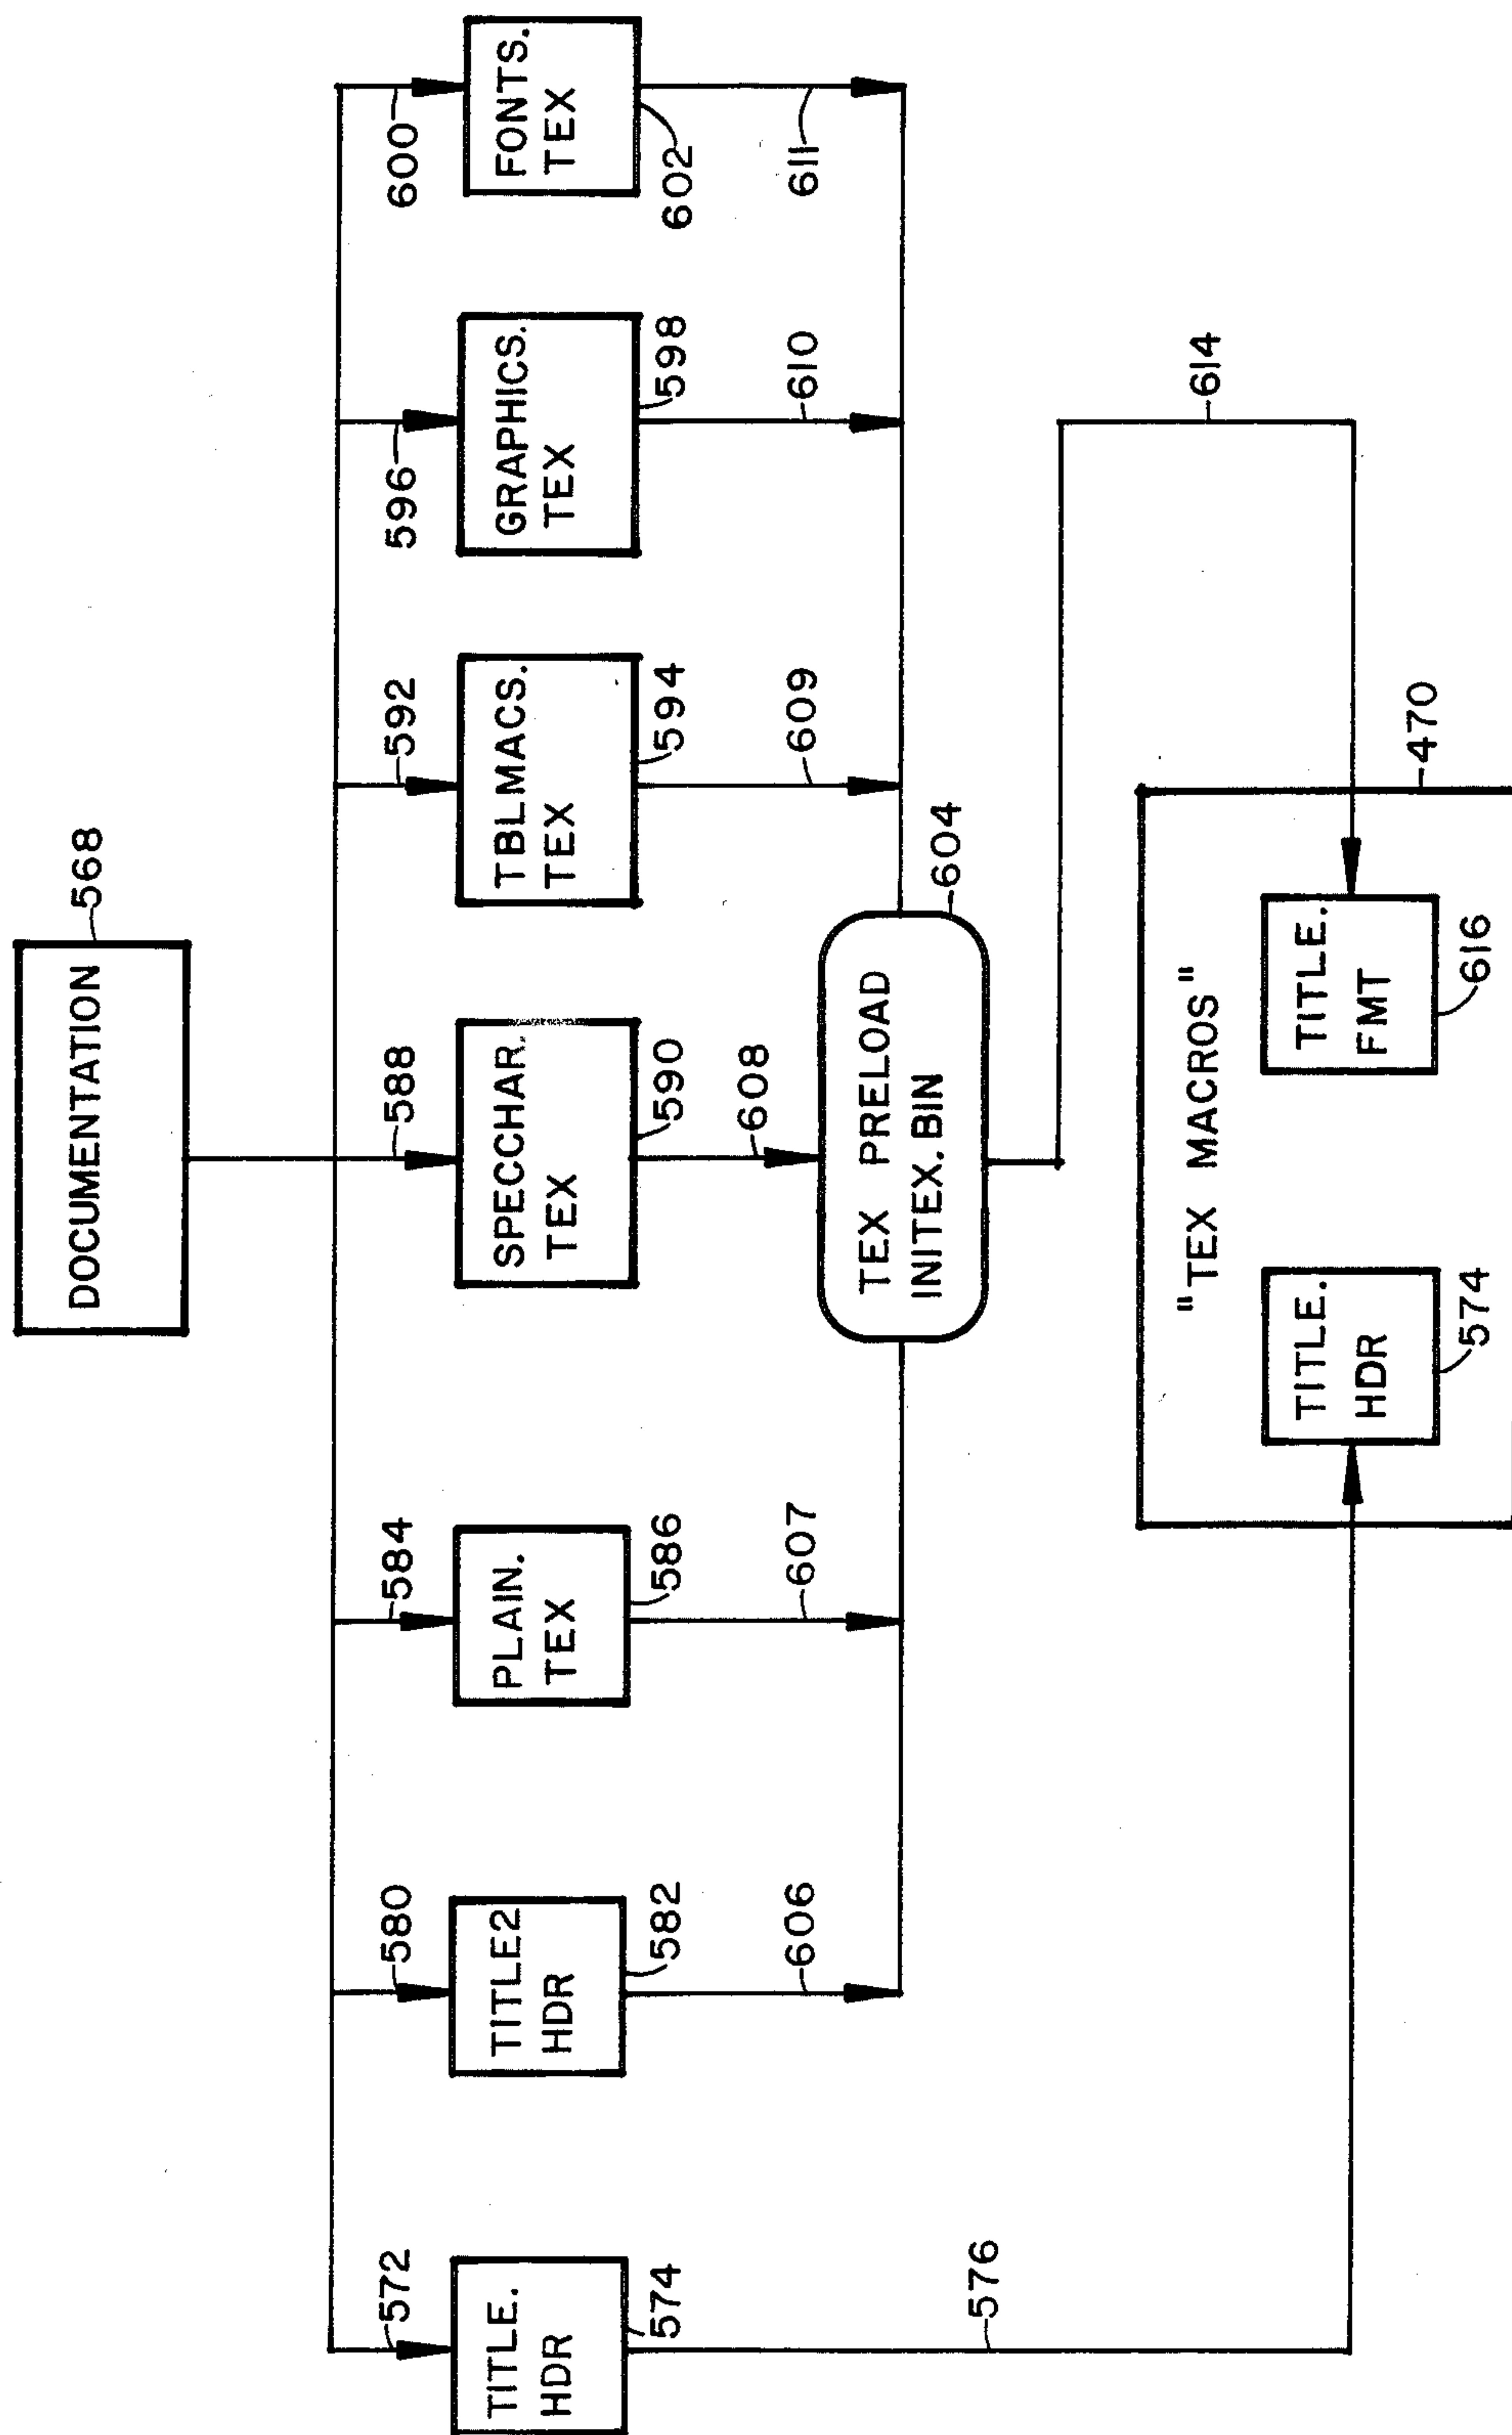 DOCUMENTATION
568
572
580
584
588
592
596
600
TITLE.
HDR
574
TITLE2
HDR
582
PLAIN.
TEX
586
SPECCHAR.
TEX
590
TBLMACS.
TEX
594
GRAPHICS.
TEX
598
FONTS.
TEX
602
576
606
607
608
609
610
611
TEX PRELOAD
INITEX.BIN
604
614
"TEX MACROS"
470
TITLE.
HDR
574
TITLE.
FMT
616